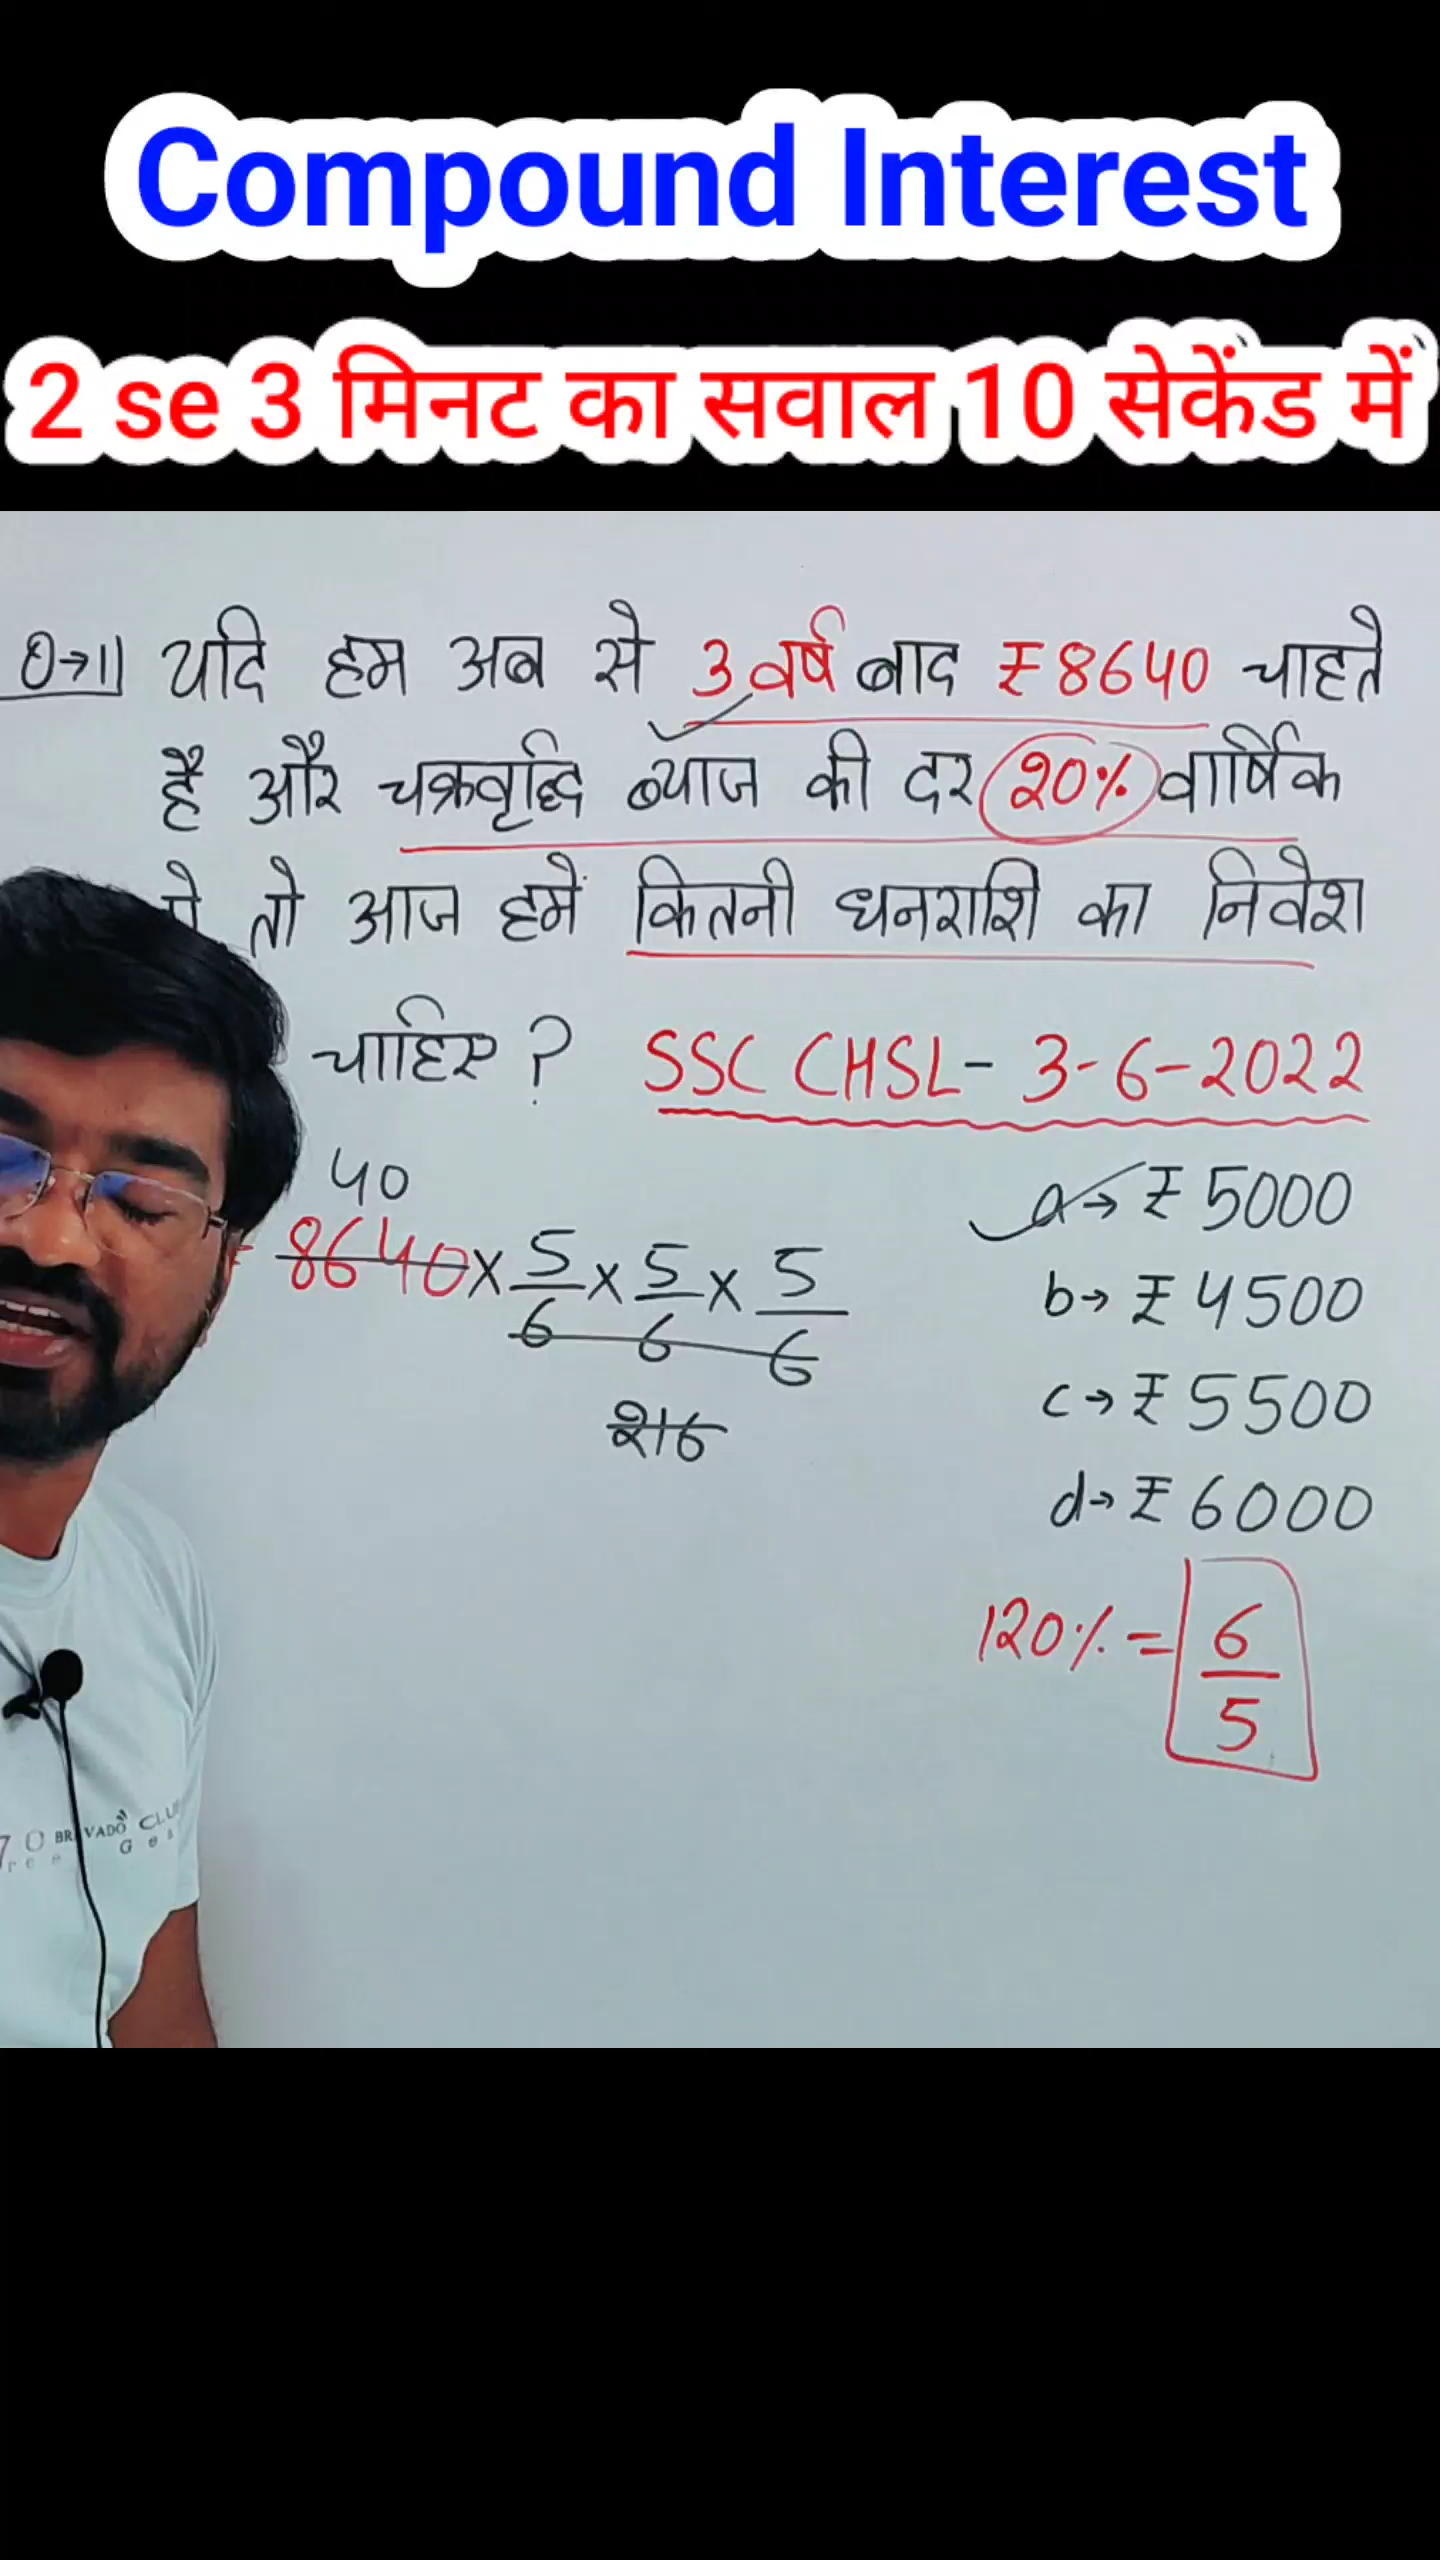 Compound Interest
2 se 3 मिनट का सवाल 10 सेकेंड में
Q→11 यदि हम अब से 3 वर्ष बाद ₹8640 चाहते
है और चक्रवृद्धि ब्याज की दर 20% वार्षिक
तो आज हमें कितनी धनराशि का निवेश
चाहिए ? SSC CHSL- 3-6-2022
40
8640 x 5/6 x 5/6 x 5/6
216
a→ ₹5000
b→ ₹4500
c→ ₹5500
d→ ₹6000
120% = 6/5